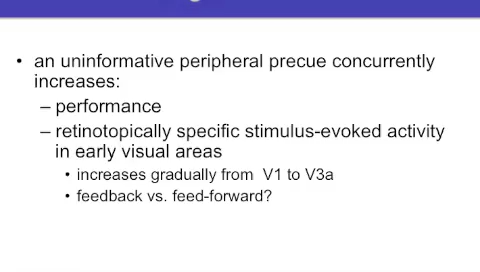 • an uninformative peripheral precue concurrently
increases:
– performance
– retinotopically specific stimulus-evoked activity
in early visual areas
• increases gradually from V1 to V3a
• feedback vs. feed-forward?